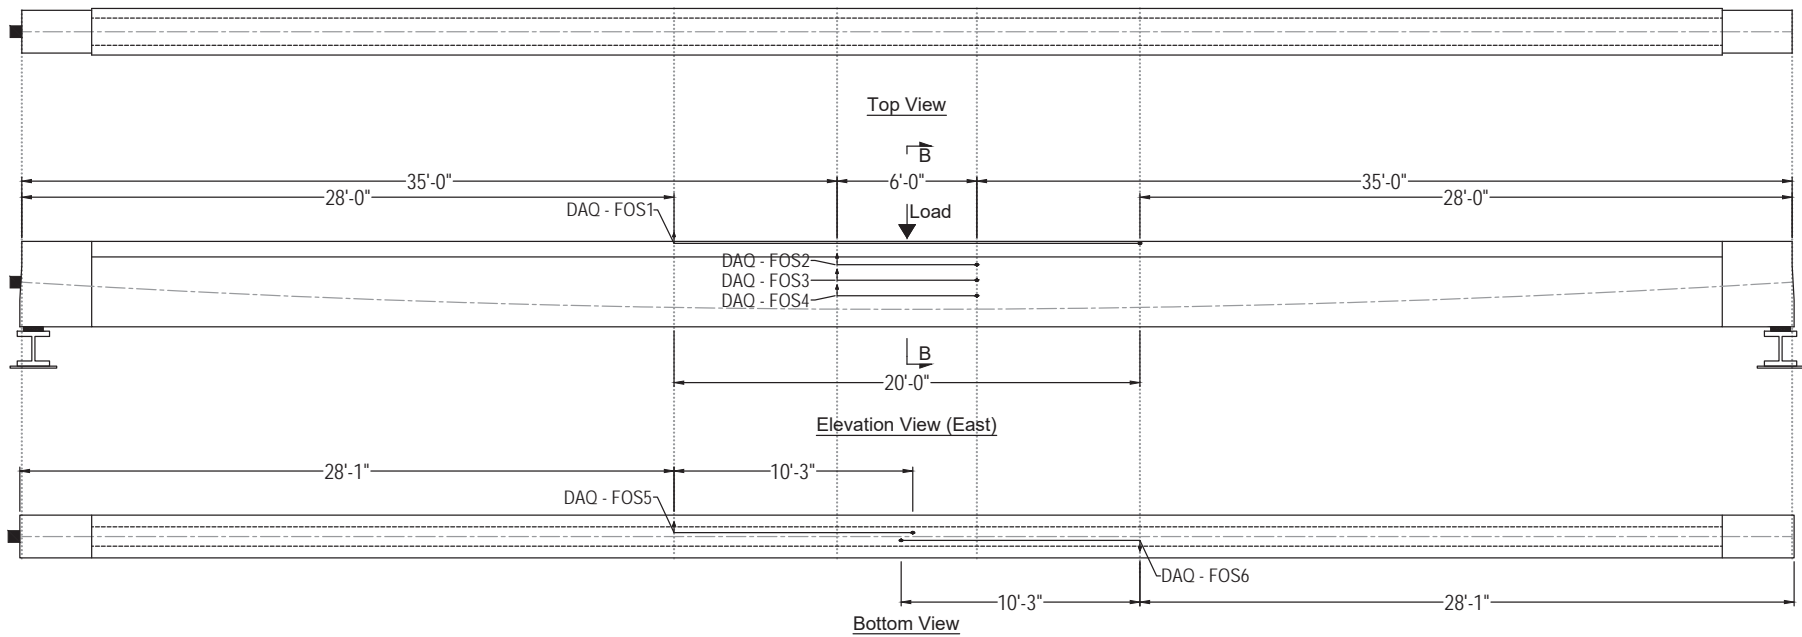 Top View
B
35'-0"
6'-0"
35'-0"
28'-0"
28'-0"
DAQ - FOS1
Load
DAQ - FOS2
DAQ - FOS3
DAQ - FOS4
B
20'-0"
Elevation View (East)
28'-1"
10'-3"
DAQ - FOS5
DAQ - FOS6
10'-3"
28'-1"
Bottom View